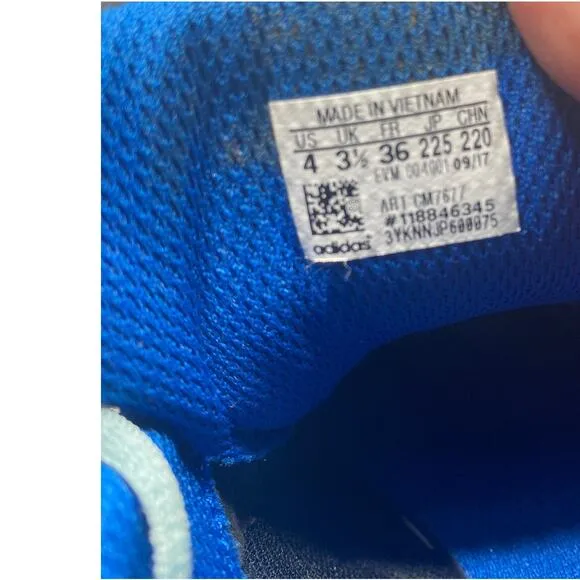 MADE IN VIETNAM
US UK FR JP CHN
4 3½ 36 225 220
EVM 004001 09/17
ART CM7677
#118846345
3YKNNJP600075
adidas